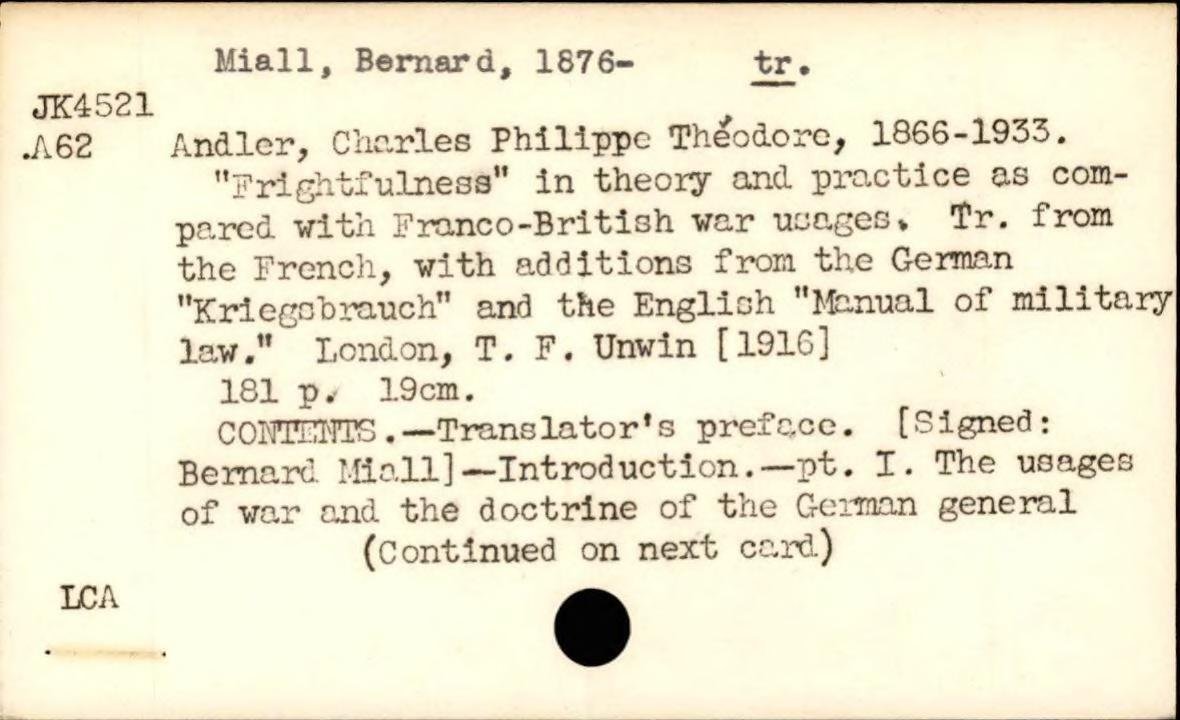 Miall, Bernard, 1876- tr.
JK4521
.A62 Andler, Charles Philippe Théodore, 1866-1933.
"Frightfulness" in theory and practice as com-
pared with Franco-British war usages. Tr. from
the French, with additions from the German
"Kriegsbrauch" and the English "Manual of military
law." London, T. F. Unwin [1916]
181 p. 19cm.
CONTENTS.—Translator's preface. [Signed:
Bernard Miall]—Introduction.—pt. I. The usages
of war and the doctrine of the German general
(Continued on next card)
LCA